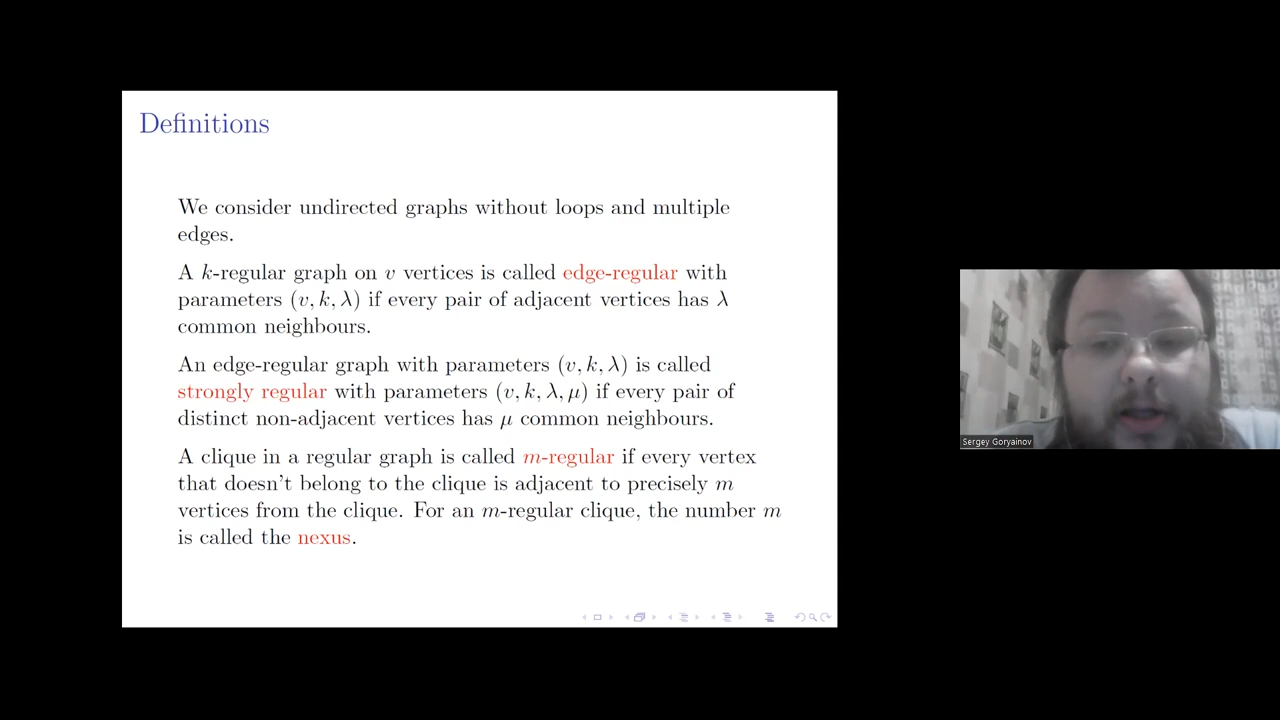 Definitions
We consider undirected graphs without loops and multiple
edges.
A k-regular graph on v vertices is called edge-regular with
parameters (v, k, λ) if every pair of adjacent vertices has λ
common neighbours.
An edge-regular graph with parameters (v, k, λ) is called
strongly regular with parameters (v, k, λ, μ) if every pair of
distinct non-adjacent vertices has μ common neighbours.
A clique in a regular graph is called m-regular if every vertex
that doesn't belong to the clique is adjacent to precisely m
vertices from the clique. For an m-regular clique, the number m
is called the nexus.
Sergey Goryainov